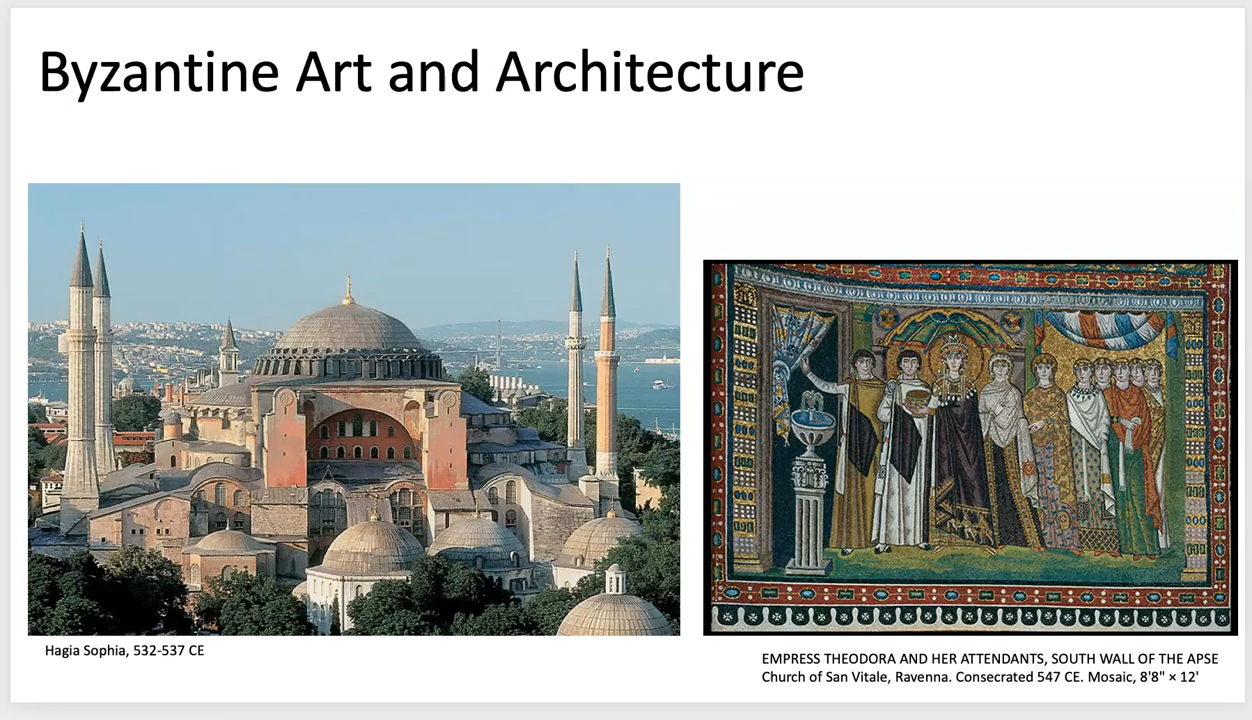 Byzantine Art and Architecture
Hagia Sophia, 532-537 CE
EMPRESS THEODORA AND HER ATTENDANTS, SOUTH WALL OF THE APSE
Church of San Vitale, Ravenna. Consecrated 547 CE. Mosaic, 8'8" × 12'